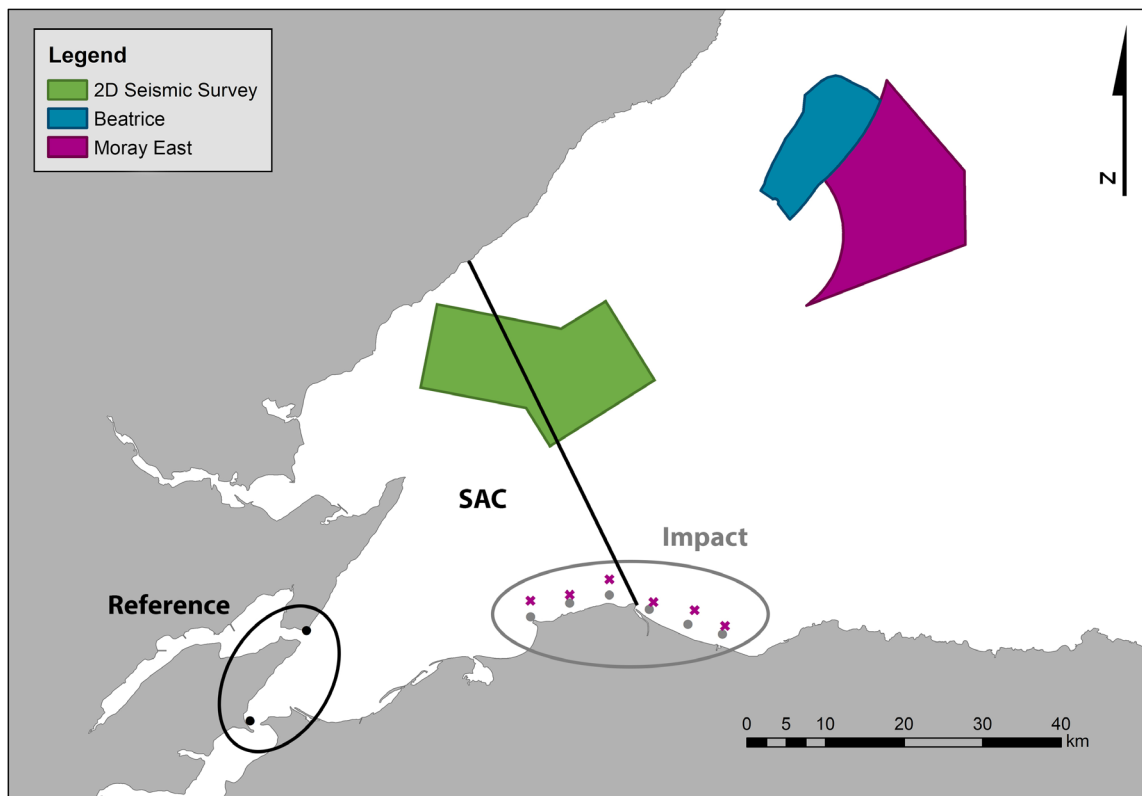 Legend
2D Seismic Survey
Beatrice
Moray East
N
SAC
Impact
Reference
0 5 10 20 30 40
km